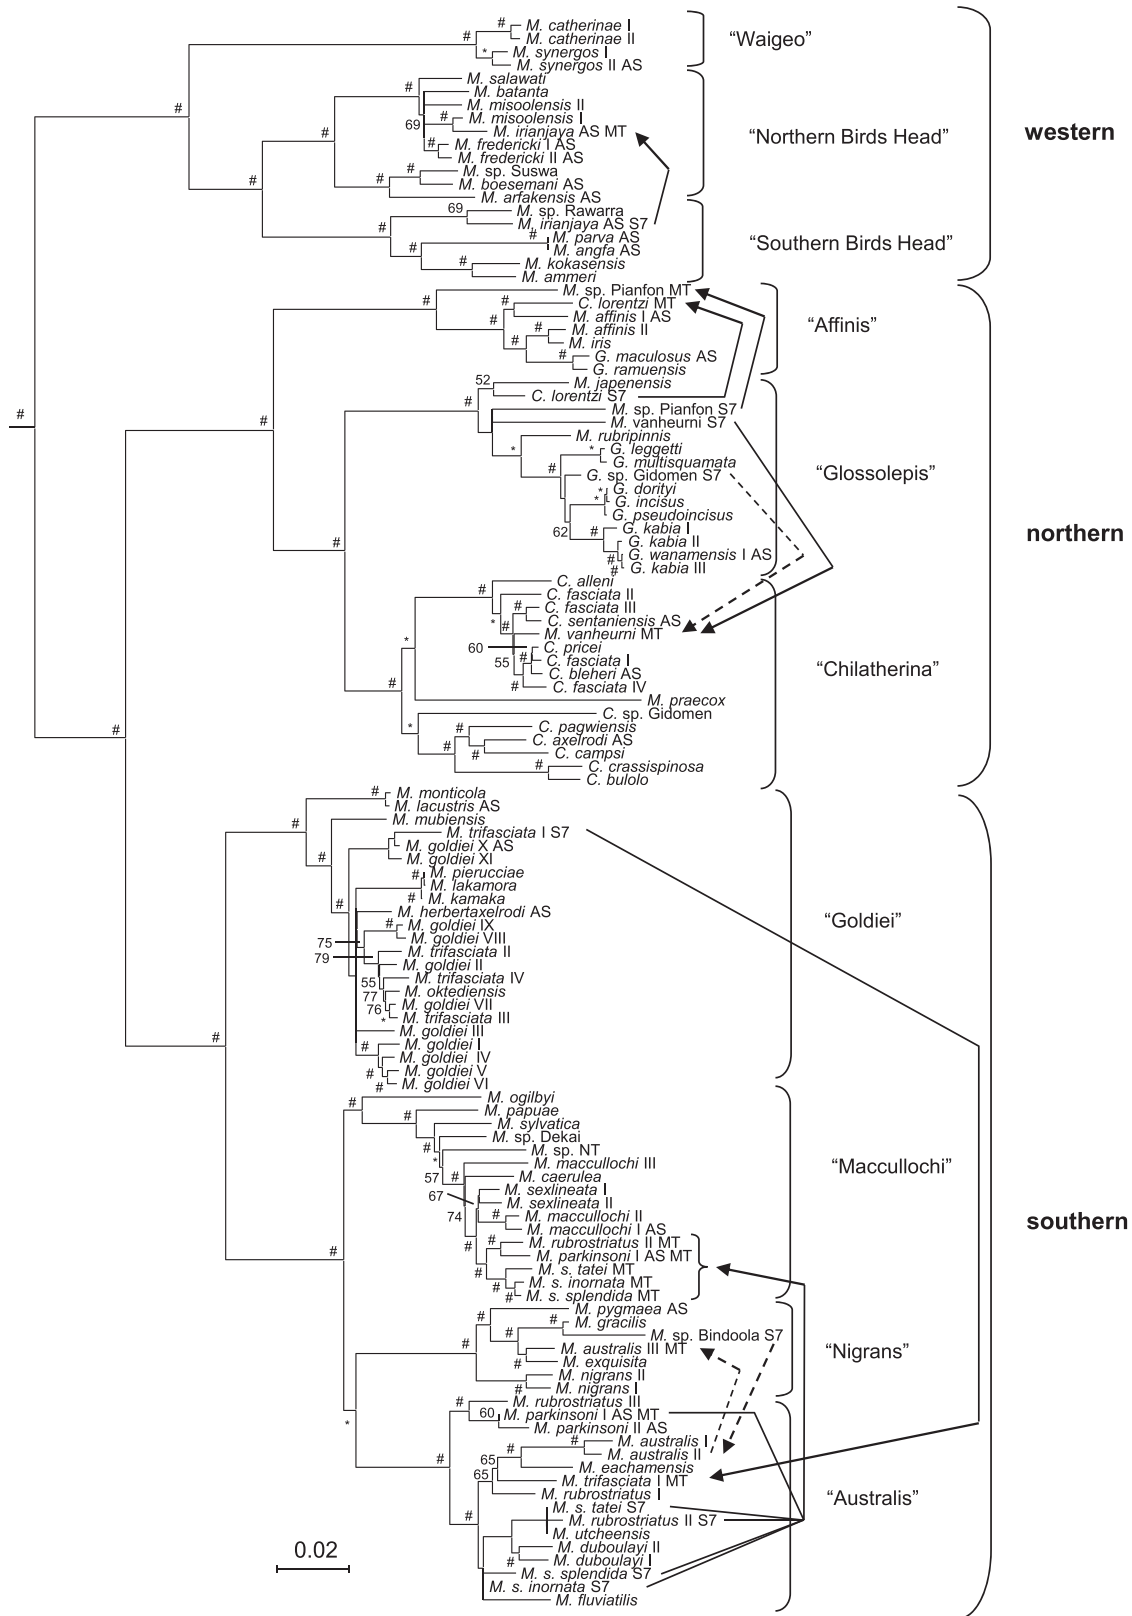 M. catherinae I
M. catherinae II
M. synergos I
M. synergos II AS
“Waigeo”
M. salawati
M. batanta
M. misoolensis II
M. misoolensis I
M. irianjaya AS MT
M. fredericki I AS
M. fredericki II AS
M. sp. Suswa
M. boesemani AS
M. arfakensis AS
69
“Northern Birds Head”
western
M. sp. Rawarra
M. irianjaya AS S7
M. parva AS
M. angfa AS
M. kokasensis
M. ammeri
69
“Southern Birds Head”
M. sp. Pianfon MT
C. lorentzi MT
M. affinis I AS
M. affinis II
M. iris
G. maculosus AS
G. ramuensis
“Affinis”
M. japenensis
C. lorentzi S7
M. sp. Pianfon S7
M. vanheurni S7
M. rubripinnis
G. leggetti
G. multisquamata
G. sp. Gidomen S7
G. dorityi
G. incisus
G. pseudoincisus
G. kabia I
G. kabia II
G. wanamensis I AS
G. kabia III
52
62
“Glossolepis”
northern
C. alleni
C. fasciata II
C. fasciata III
C. sentaniensis AS
M. vanheurni MT
C. pricei
C. fasciata I
C. bleheri AS
C. fasciata IV
M. praecox
C. sp. Gidomen
C. pagwiensis
C. axelrodi AS
C. campsi
C. crassispinosa
C. bulolo
60
55
“Chilatherina”
M. monticola
M. lacustris AS
M. mubiensis
M. trifasciata I S7
M. goldiei X AS
M. goldiei XI
M. pierucciae
M. lakamora
M. kamaka
M. herbertaxelrodi AS
M. goldiei IX
M. goldiei VIII
M. trifasciata II
M. goldiei II
M. trifasciata IV
M. oktediensis
M. goldiei VII
M. trifasciata III
M. goldiei III
M. goldiei I
M. goldiei IV
M. goldiei V
M. goldiei VI
75
79
55
77
76
“Goldiei”
M. ogilbyi
M. papuae
M. sylvatica
M. sp. Dekai
M. sp. NT
M. maccullochi III
M. caerulea
M. sexlineata I
M. sexlineata II
M. maccullochi II
M. maccullochi I AS
M. rubrostriatus II MT
M. parkinsoni I AS MT
M. s. tatei MT
M. s. inornata MT
M. s. splendida MT
57
67
74
“Maccullochi”
southern
M. pygmaea AS
M. gracilis
M. sp. Bindoola S7
M. australis III MT
M. exquisita
M. nigrans II
M. nigrans I
“Nigrans”
M. rubrostriatus III
M. parkinsoni I AS MT
M. parkinsoni II AS
M. australis I
M. australis II
M. eachamensis
M. trifasciata I MT
M. rubrostriatus I
M. s. tatei S7
M. rubrostriatus II S7
M. utcheensis
M. duboulayi II
M. duboulayi I
M. s. splendida S7
M. s. inornata S7
M. fluviatilis
60
65
65
“Australis”
0.02